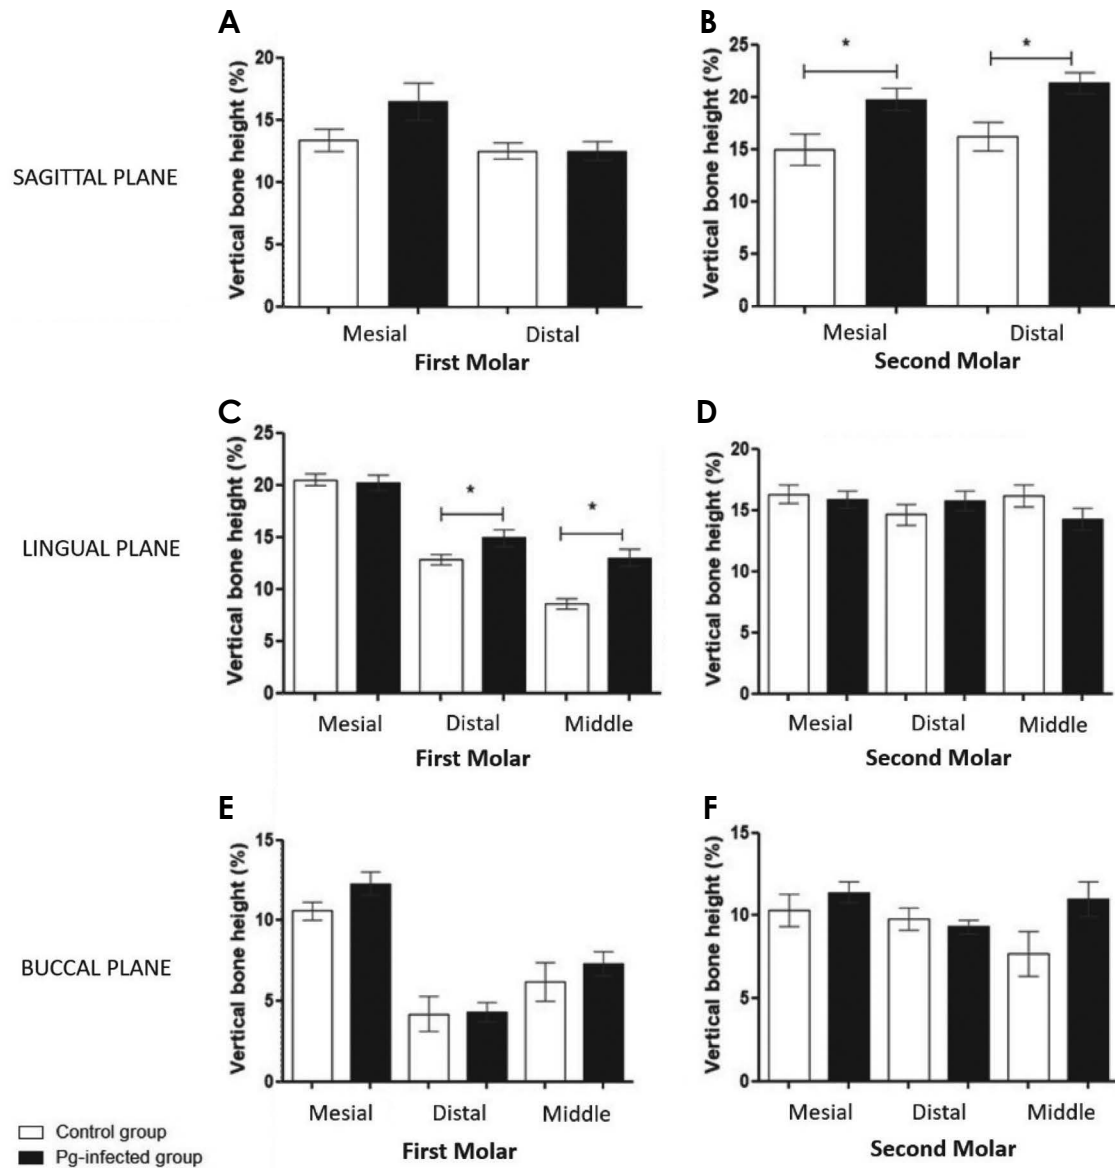 A
Vertical bone height (%)
20
15
10
5
0
Mesial Distal
First Molar
B
Vertical bone height (%)
25
20
15
10
5
0
* *
Mesial Distal
Second Molar
SAGITTAL PLANE
C
Vertical bone height (%)
25
20
15
10
5
0
* *
Mesial Distal Middle
First Molar
D
Vertical bone height (%)
20
15
10
5
0
Mesial Distal Middle
Second Molar
LINGUAL PLANE
E
Vertical bone height (%)
15
10
5
0
Mesial Distal Middle
First Molar
F
Vertical bone height (%)
15
10
5
0
Mesial Distal Middle
Second Molar
BUCCAL PLANE
Control group
Pg-infected group